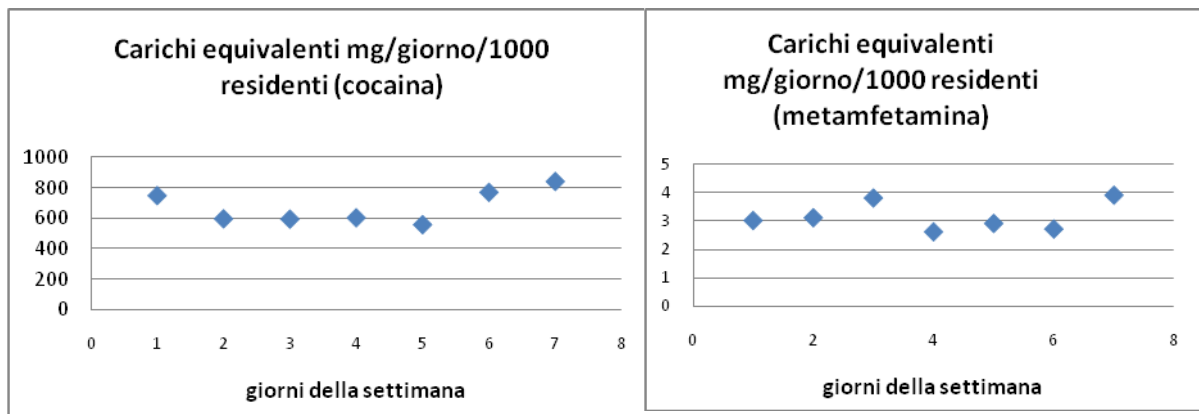 Carichi equivalenti mg/giorno/1000
residenti (cocaina)
1000
800
600
400
200
0
0 1 2 3 4 5 6 7 8
giorni della settimana
Carichi equivalenti
mg/giorno/1000 residenti
(metamfetamina)
5
4
3
2
1
0
0 2 4 6 8
giorni della settimana